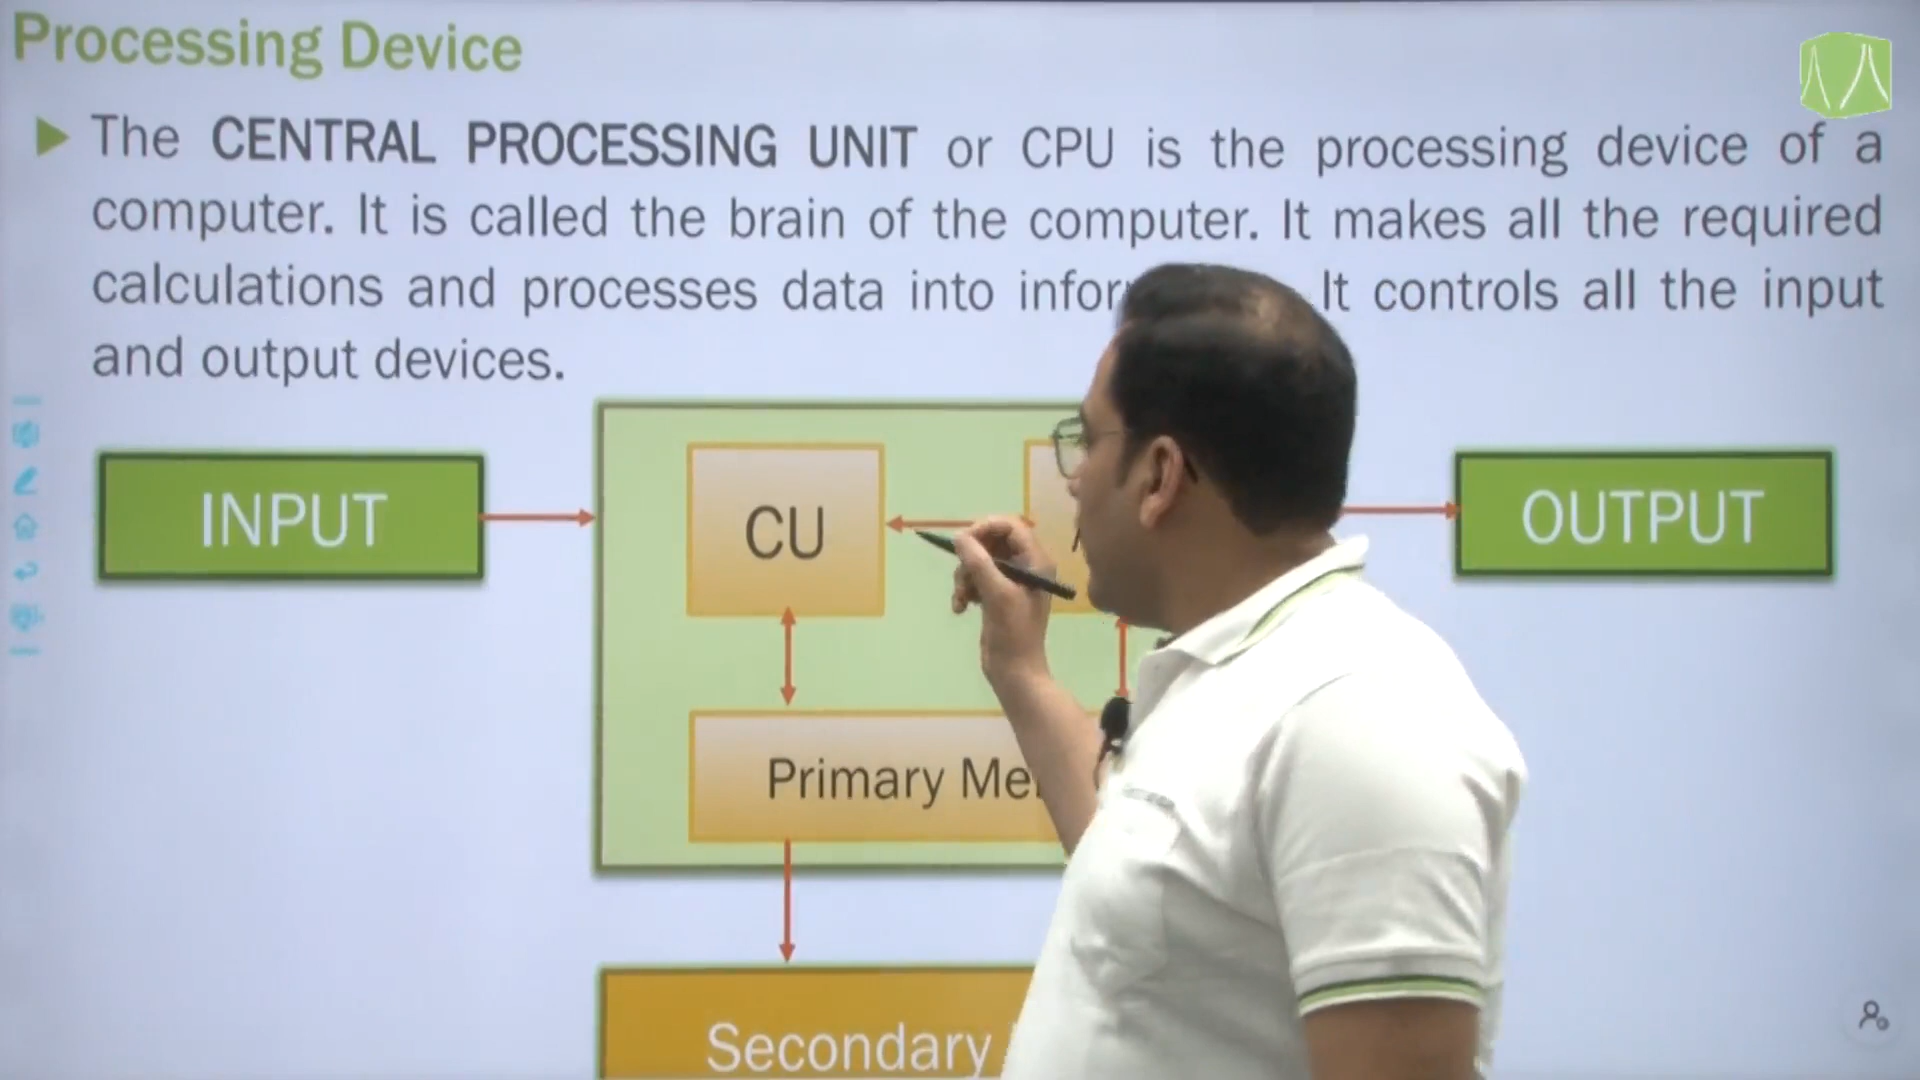 Processing Device
The CENTRAL PROCESSING UNIT or CPU is the processing device of a
computer. It is called the brain of the computer. It makes all the required
calculations and processes data into It controls all the input
and output devices.
INPUT
CU
OUTPUT
Primary
Secondary